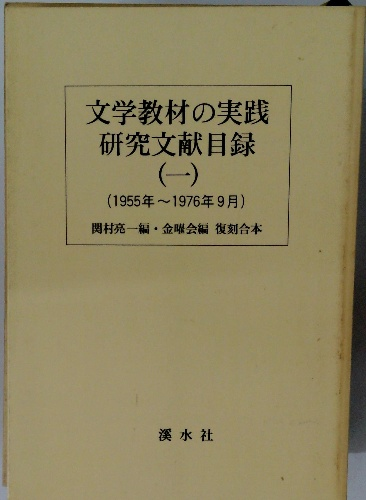 文学教材の実践
研究文献目録
(一)
(1955年～1976年9月)
関村亮一編・金曜会編 復刻合本
溪水社